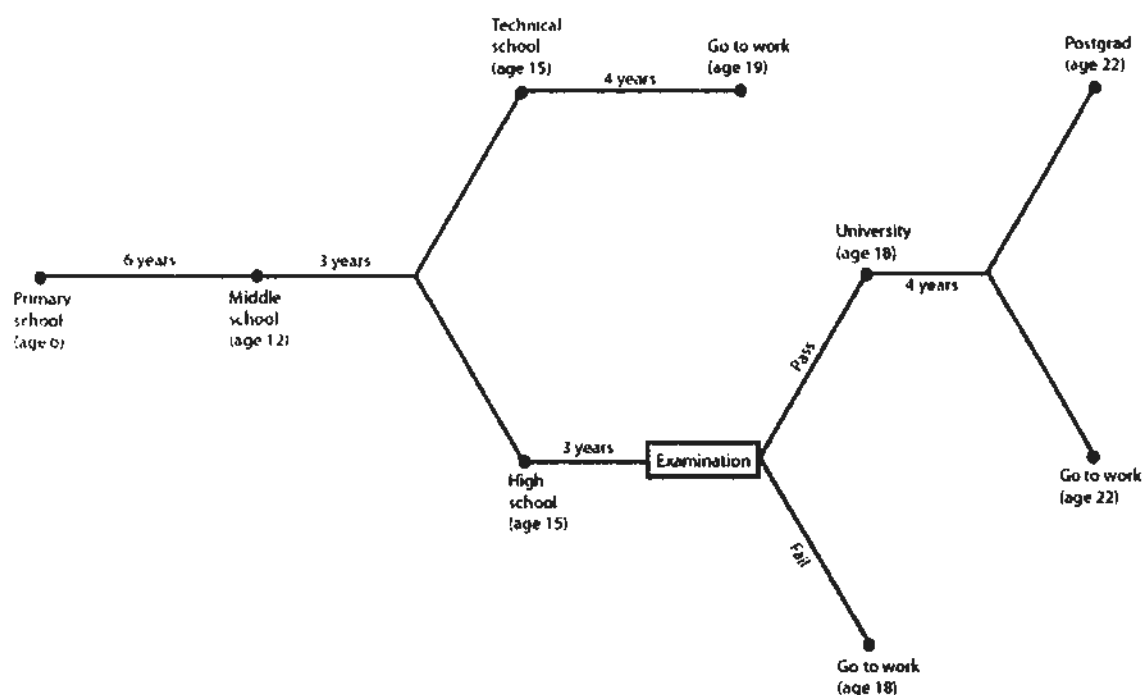 Technical
school
(age 15)
4 years
Go to work
(age 19)
Postgrad
(age 22)
6 years
3 years
Primary
school
(age 6)
Middle
school
(age 12)
University
(age 18)
4 years
Pass
3 years
Examination
High
school
(age 15)
Go to work
(age 22)
Fail
Go to work
(age 18)